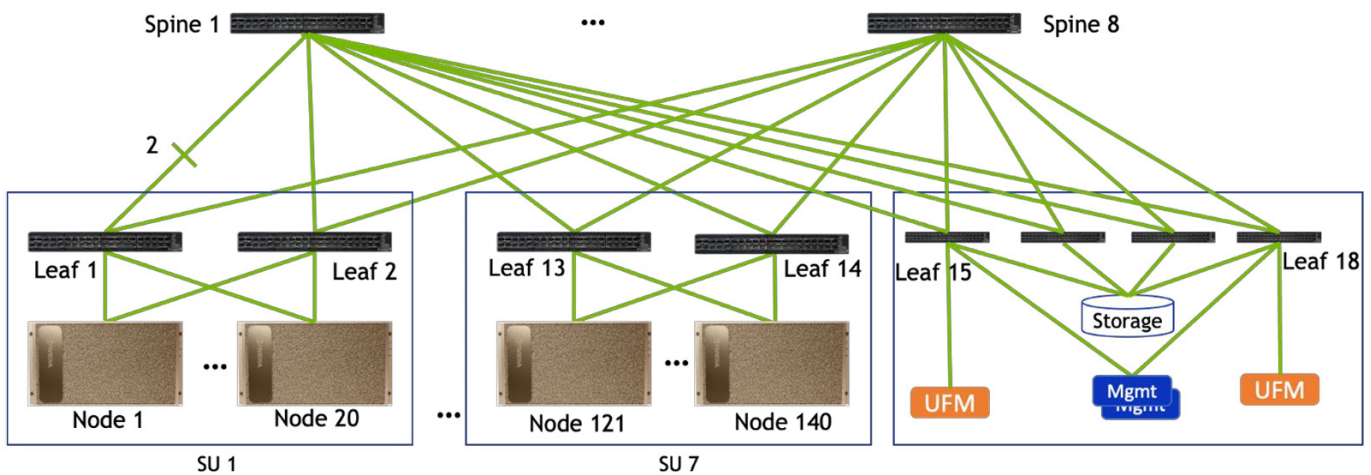 Spine 1
...
Spine 8
2
Leaf 1
Leaf 2
Leaf 13
Leaf 14
Leaf 15
Leaf 18
Storage
...
...
Mgmt
Mgmt
UFM
UFM
Node 1
Node 20
...
Node 121
Node 140
SU 1
SU 7